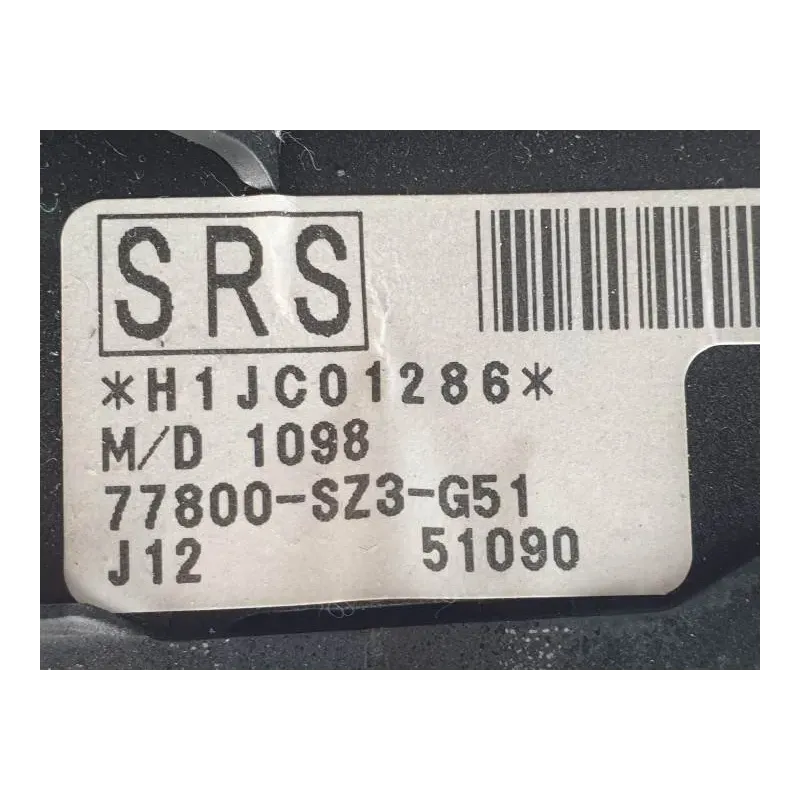 SRS
*H1JC01286*
M/D 1098
77800-SZ3-G51
J12 51090